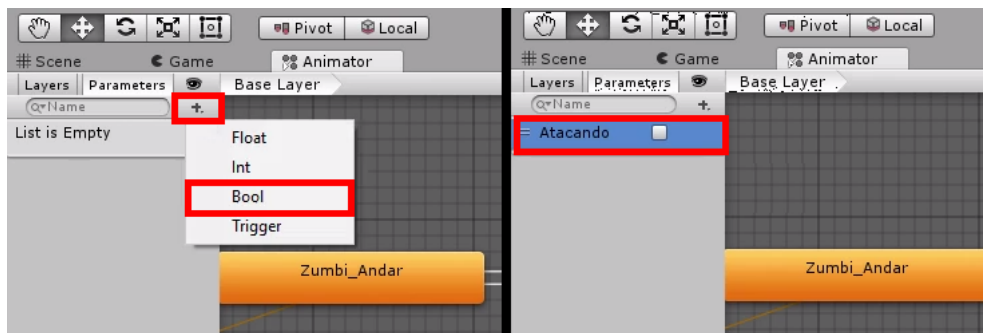 Pivot Local
# Scene Game Animator
Layers Parameters Base Layer
Name +
List is Empty
Float
Int
Bool
Trigger
Zumbi_Andar
Pivot Local
# Scene Game Animator
Layers Parameters Base Layer
Name +
= Atacando
Zumbi_Andar